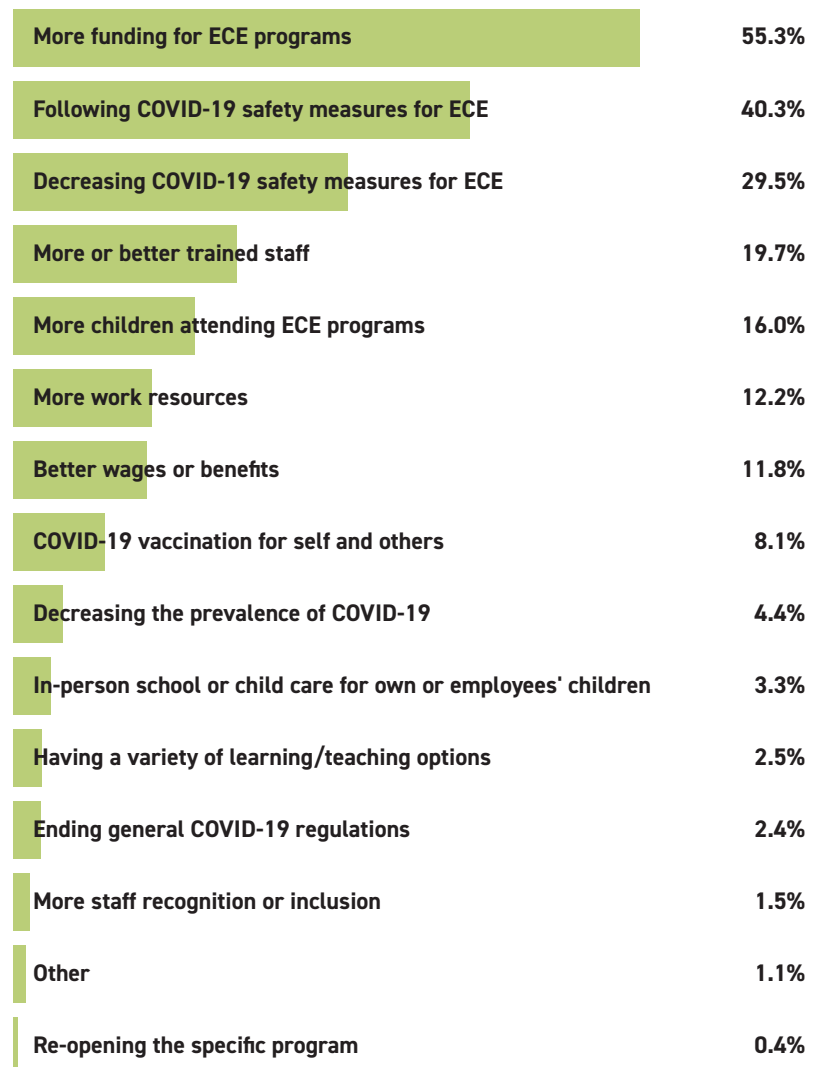 More funding for ECE programs 55.3%
Following COVID-19 safety measures for ECE 40.3%
Decreasing COVID-19 safety measures for ECE 29.5%
More or better trained staff 19.7%
More children attending ECE programs 16.0%
More work resources 12.2%
Better wages or benefits 11.8%
COVID-19 vaccination for self and others 8.1%
Decreasing the prevalence of COVID-19 4.4%
In-person school or child care for own or employees' children 3.3%
Having a variety of learning/teaching options 2.5%
Ending general COVID-19 regulations 2.4%
More staff recognition or inclusion 1.5%
Other 1.1%
Re-opening the specific program 0.4%